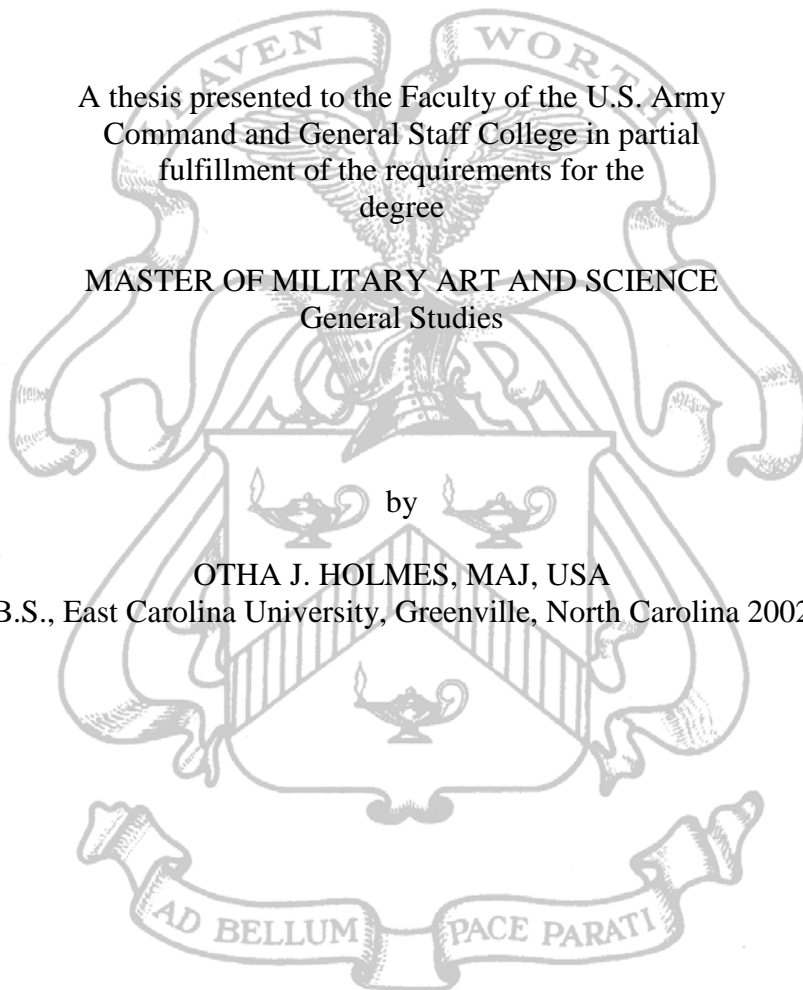 LEAVEN WORTH
A thesis presented to the Faculty of the U.S. Army
Command and General Staff College in partial
fulfillment of the requirements for the
degree
MASTER OF MILITARY ART AND SCIENCE
General Studies
by
OTHA J. HOLMES, MAJ, USA
B.S., East Carolina University, Greenville, North Carolina 2002
AD BELLUM PACE PARATI